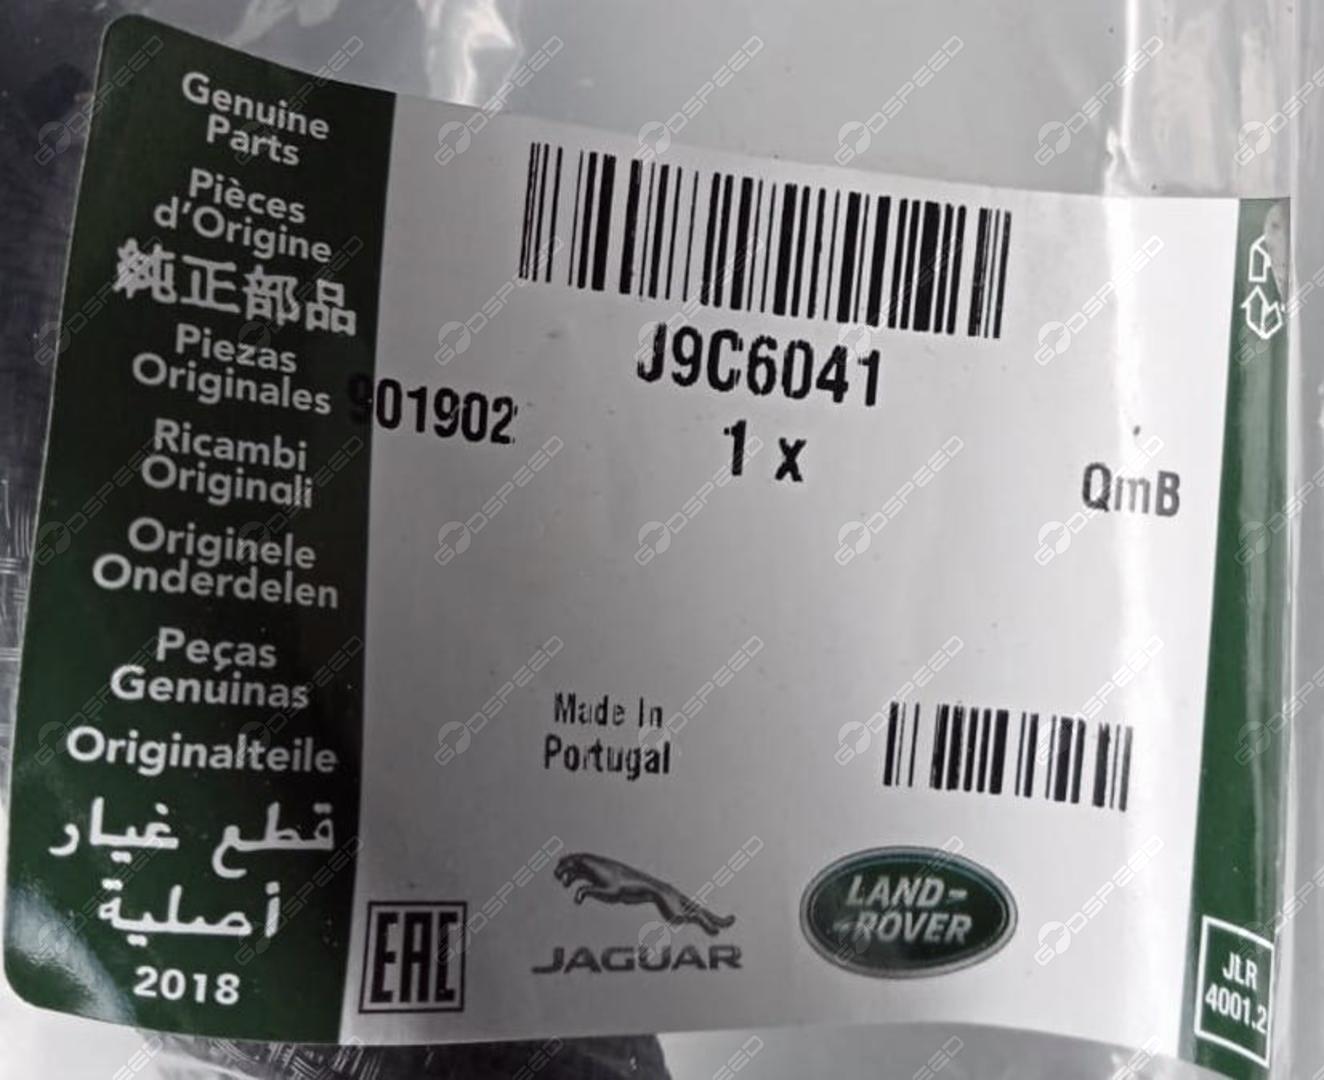 Genuine
Parts
Pièces
d'Origine
純正部品
Piezas
Originales
Ricambi
Originali
Originele
Onderdelen
Peças
Genuinas
Originalteile
قطع غيار
أصلية
2018
J9C6041
901902
1 x
QmB
Made In
Portugal
EAC
JAGUAR
LAND-
-ROVER
JLR
4001.2
GODSPEED